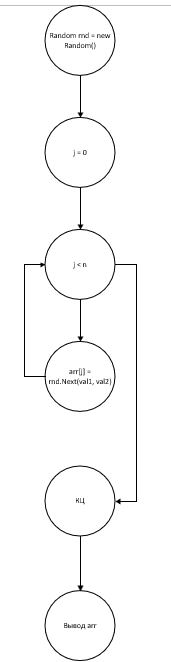 Random rnd = new
Random()
j = 0
j < n
arr[j] =
rnd.Next(val1, val2)
КЦ
Вывод arr